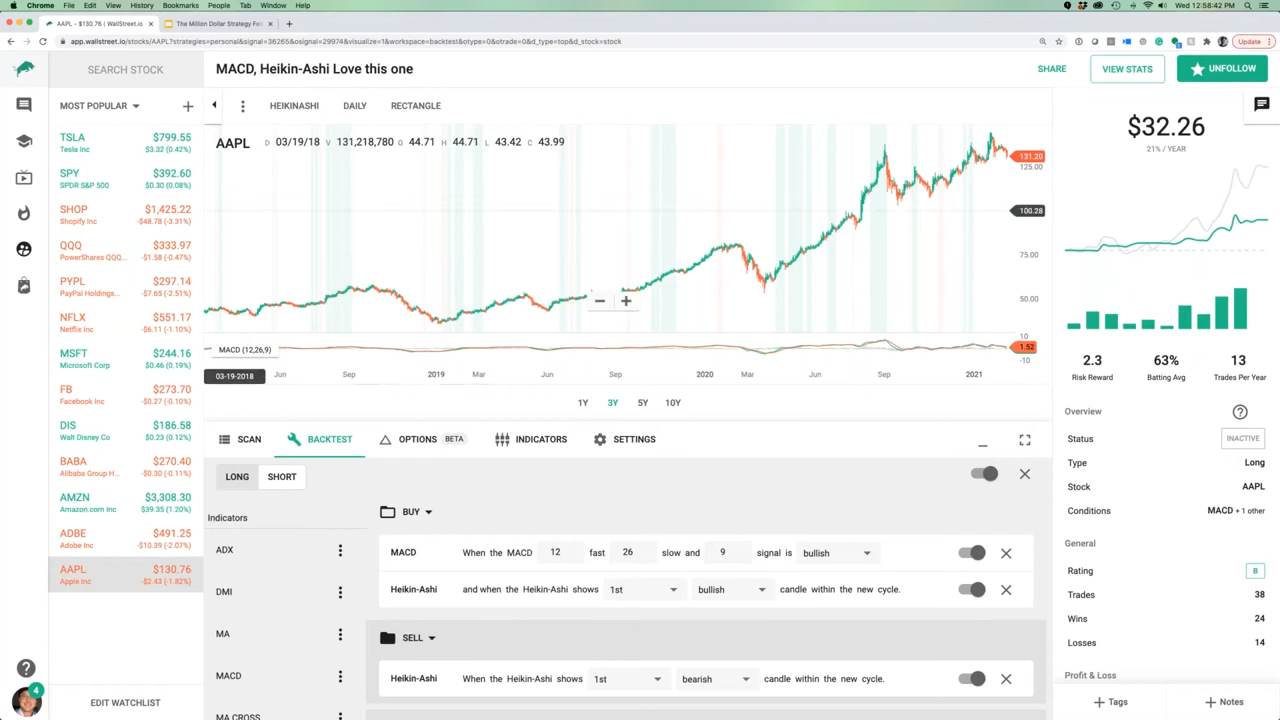 Chrome File Edit View History Bookmarks People Tab Window Help
Wed 12:58:42 PM
AAPL - $130.76 | WallStreet.io
The Million Dollar Strategy Fe
app.wallstreet.io/stocks/AAPL?strategies=personal&signal=36265&signal=29974&visualize=1&workspace=backtest&otype=0&otrade=0&d_type=top&d_stock=stock
Update
SEARCH STOCK
MACD, Heikin-Ashi Love this one
SHARE
VIEW STATS
UNFOLLOW
MOST POPULAR
HEIKINASHI DAILY RECTANGLE
TSLA $799.55
Tesla Inc $3.32 (0.42%)
SPY $392.60
SPDR S&P 500 $0.30 (0.08%)
SHOP $1,425.22
Shopify Inc -$48.78 (-3.31%)
QQQ $333.97
PowerShares QQQ... -$1.58 (-0.47%)
PYPL $297.14
PayPal Holdings... -$7.65 (-2.51%)
NFLX $551.17
Netflix Inc -$6.11 (-1.10%)
MSFT $244.16
Microsoft Corp $0.46 (0.19%)
FB $273.70
Facebook Inc -$0.27 (-0.10%)
DIS $186.58
Walt Disney Co $0.23 (0.12%)
BABA $270.40
Alibaba Group H... -$0.30 (-0.11%)
AMZN $3,308.30
Amazon.com Inc $39.35 (1.20%)
ADBE $491.25
Adobe Inc -$10.39 (-2.07%)
AAPL $130.76
Apple Inc -$2.43 (-1.82%)
4
EDIT WATCHLIST
AAPL D 03/19/18 V 131,218,780 O 44.71 H 44.71 L 43.42 C 43.99
131.20
125.00
100.28
75.00
50.00
10
1.52
-10
MACD (12,26,9)
03-19-2018 Jun Sep 2019 Mar Jun Sep 2020 Mar Jun Sep 2021
1Y 3Y 5Y 10Y
SCAN BACKTEST OPTIONS BETA INDICATORS SETTINGS
LONG SHORT
Indicators
ADX
DMI
MA
MACD
MA CROSS
BUY
MACD When the MACD 12 fast 26 slow and 9 signal is bullish
Heikin-Ashi and when the Heikin-Ashi shows 1st bullish candle within the new cycle.
SELL
Heikin-Ashi When the Heikin-Ashi shows 1st bearish candle within the new cycle.
$32.26
21% / YEAR
2.3 63% 13
Risk Reward Batting Avg Trades Per Year
Overview
Status INACTIVE
Type Long
Stock AAPL
Conditions MACD + 1 other
General
Rating B
Trades 38
Wins 24
Losses 14
Profit & Loss
Tags
Notes